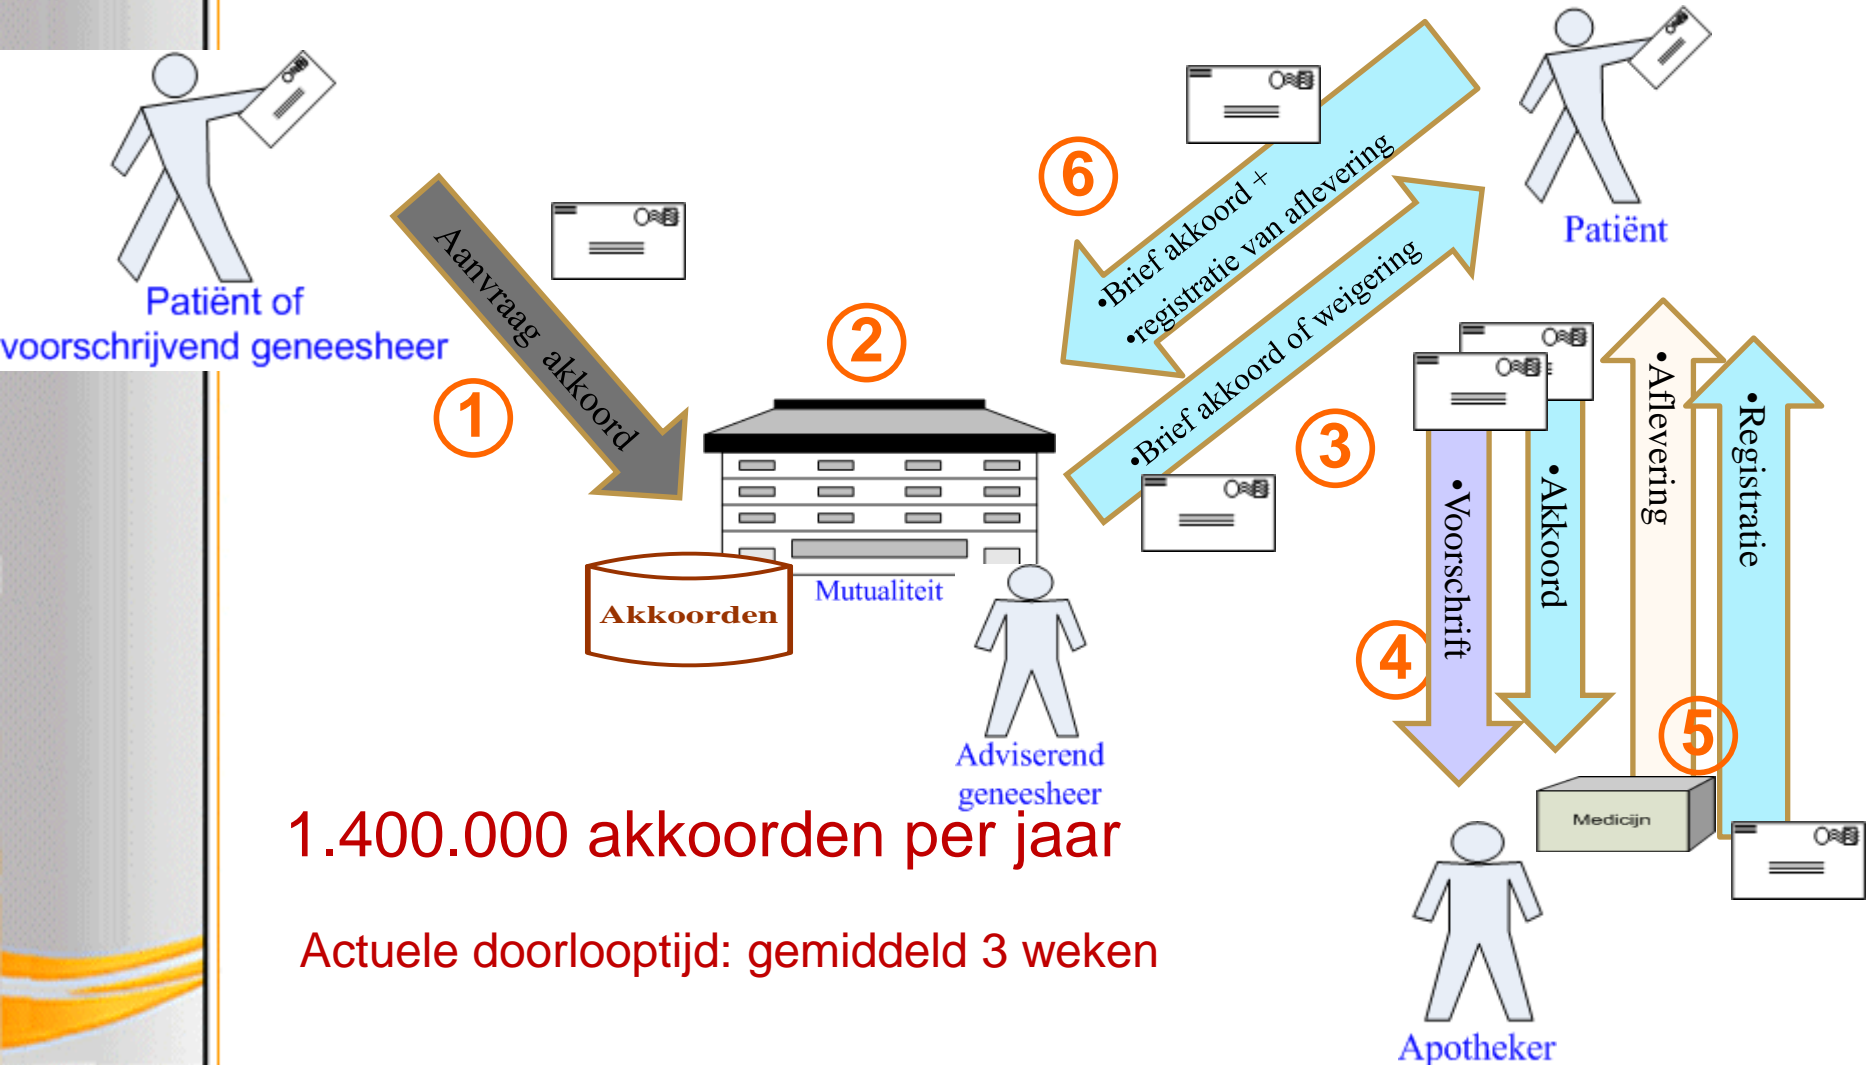 Patiënt of
voorschrijvend geneesheer
Aanvraag akkoord
1
2
Mutualiteit
Akkoorden
Adviserend
geneesheer
6
•Brief akkoord +
•registratie van aflevering
•Brief akkoord of weigering
3
Patiënt
4
•Voorschrift
•Akkoord
•Aflevering
•Registratie
5
Medicijn
Apotheker
1.400.000 akkoorden per jaar
Actuele doorlooptijd: gemiddeld 3 weken